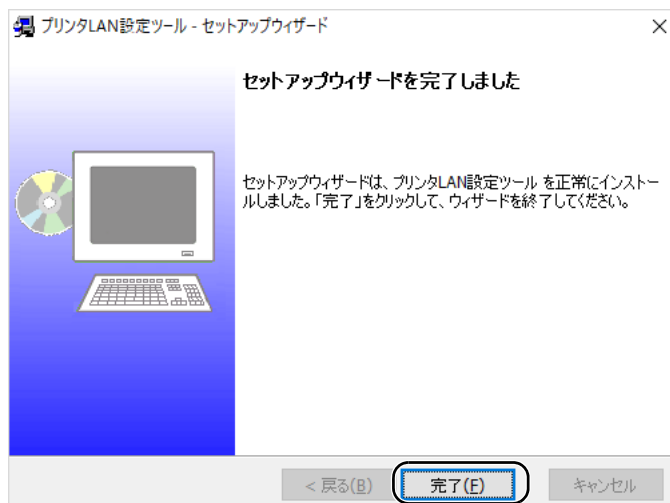 プリンタLAN設定ツール - セットアップウィザード
セットアップウィザードを完了しました
セットアップウィザードは、プリンタLAN設定ツール を正常にインストー
ルしました。「完了」をクリックして、ウィザードを終了してください。
< 戻る(B) 完了(F) キャンセル